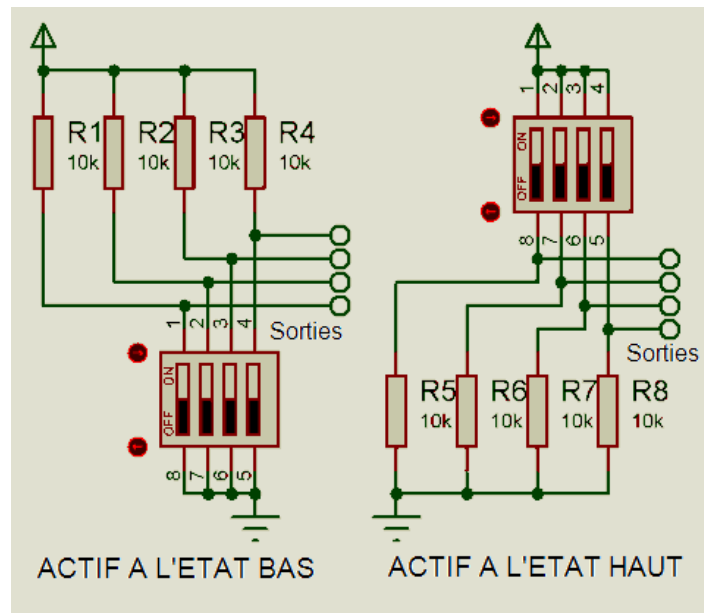 R1
10k
R2
10k
R3
10k
R4
10k
Sorties
1
2
3
4
ON
OFF
8
7
6
5
ACTIF A L'ETAT BAS
1
2
3
4
ON
OFF
8
7
6
5
Sorties
R5
10k
R6
10k
R7
10k
R8
10k
ACTIF A L'ETAT HAUT